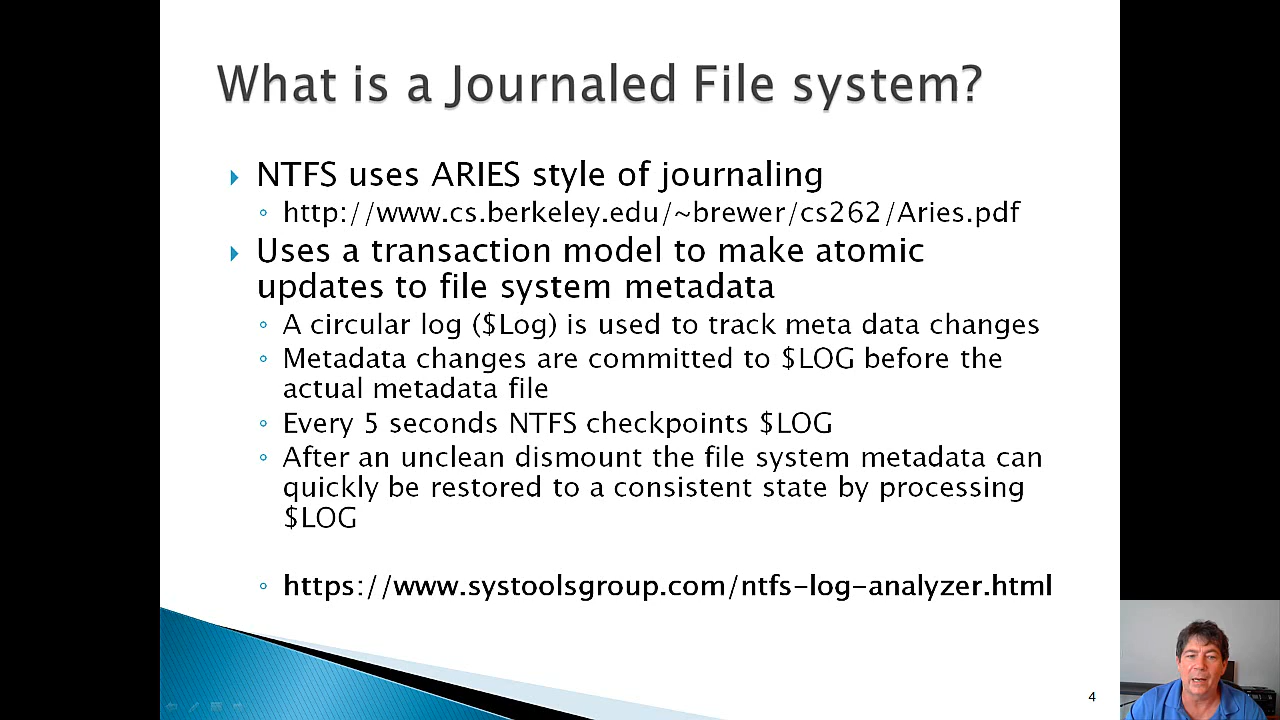 What is a Journaled File system?
NTFS uses ARIES style of journaling
http://www.cs.berkeley.edu/~brewer/cs262/Aries.pdf
Uses a transaction model to make atomic
updates to file system metadata
A circular log ($Log) is used to track meta data changes
Metadata changes are committed to $LOG before the
actual metadata file
Every 5 seconds NTFS checkpoints $LOG
After an unclean dismount the file system metadata can
quickly be restored to a consistent state by processing
$LOG
https://www.systoolsgroup.com/ntfs-log-analyzer.html
4